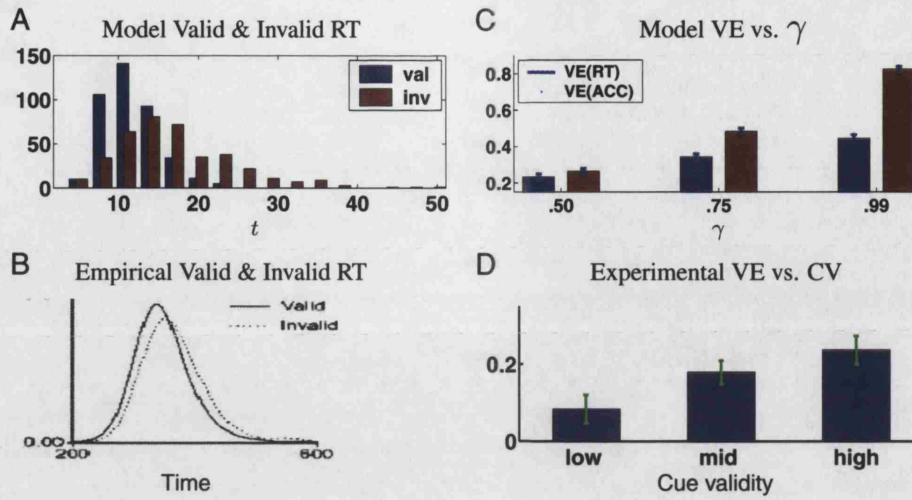 A
Model Valid & Invalid RT
150
100
50
0
val
inv
10
20
30
40
50
t
B
Empirical Valid & Invalid RT
Valid
Invalid
0.00
200
600
Time
C
Model VE vs. γ
0.8
0.6
0.4
0.2
VE(RT)
VE(ACC)
.50
.75
.99
γ
D
Experimental VE vs. CV
0.2
0
low
mid
high
Cue validity